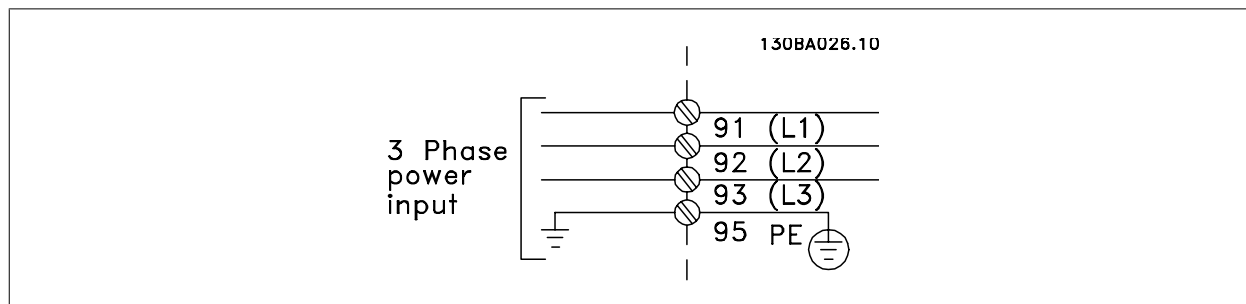 130BA026.10
3 Phase
power
input
91 (L1)
92 (L2)
93 (L3)
95 PE